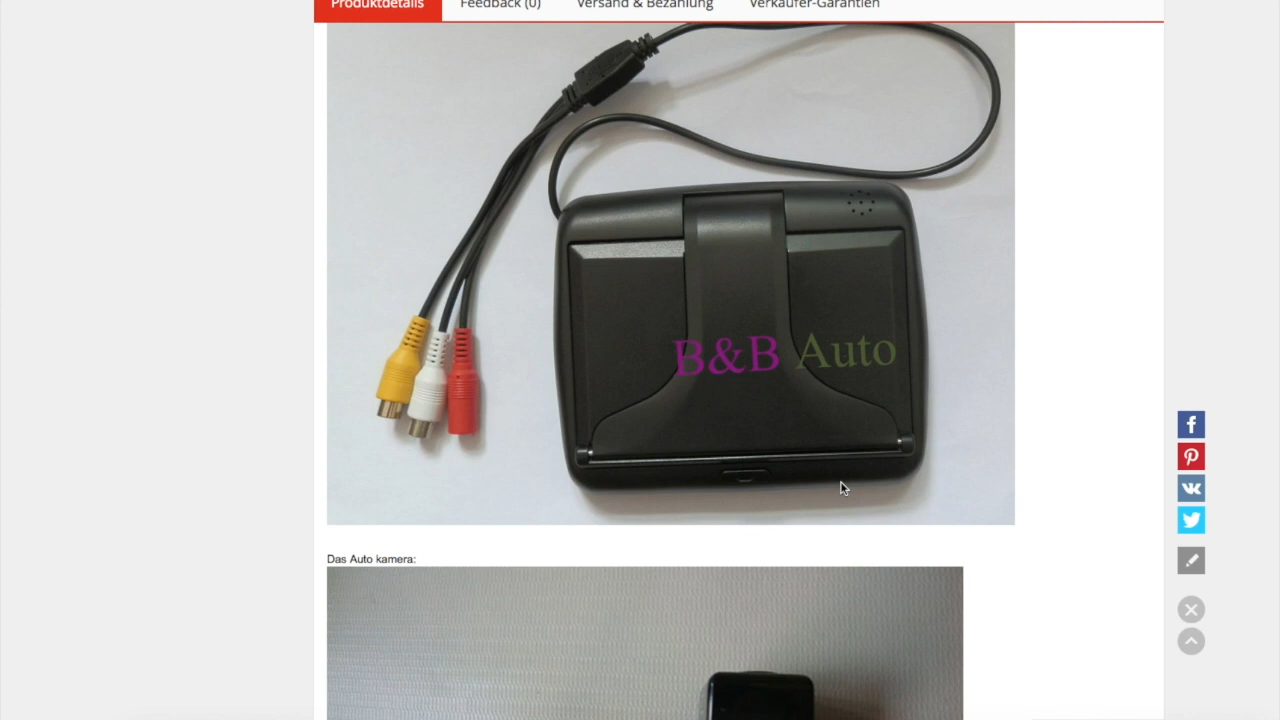 Produktdetails Feedback (0) Versand & Bezahlung Verkäufer-Garantien
B&B Auto
Das Auto kamera: